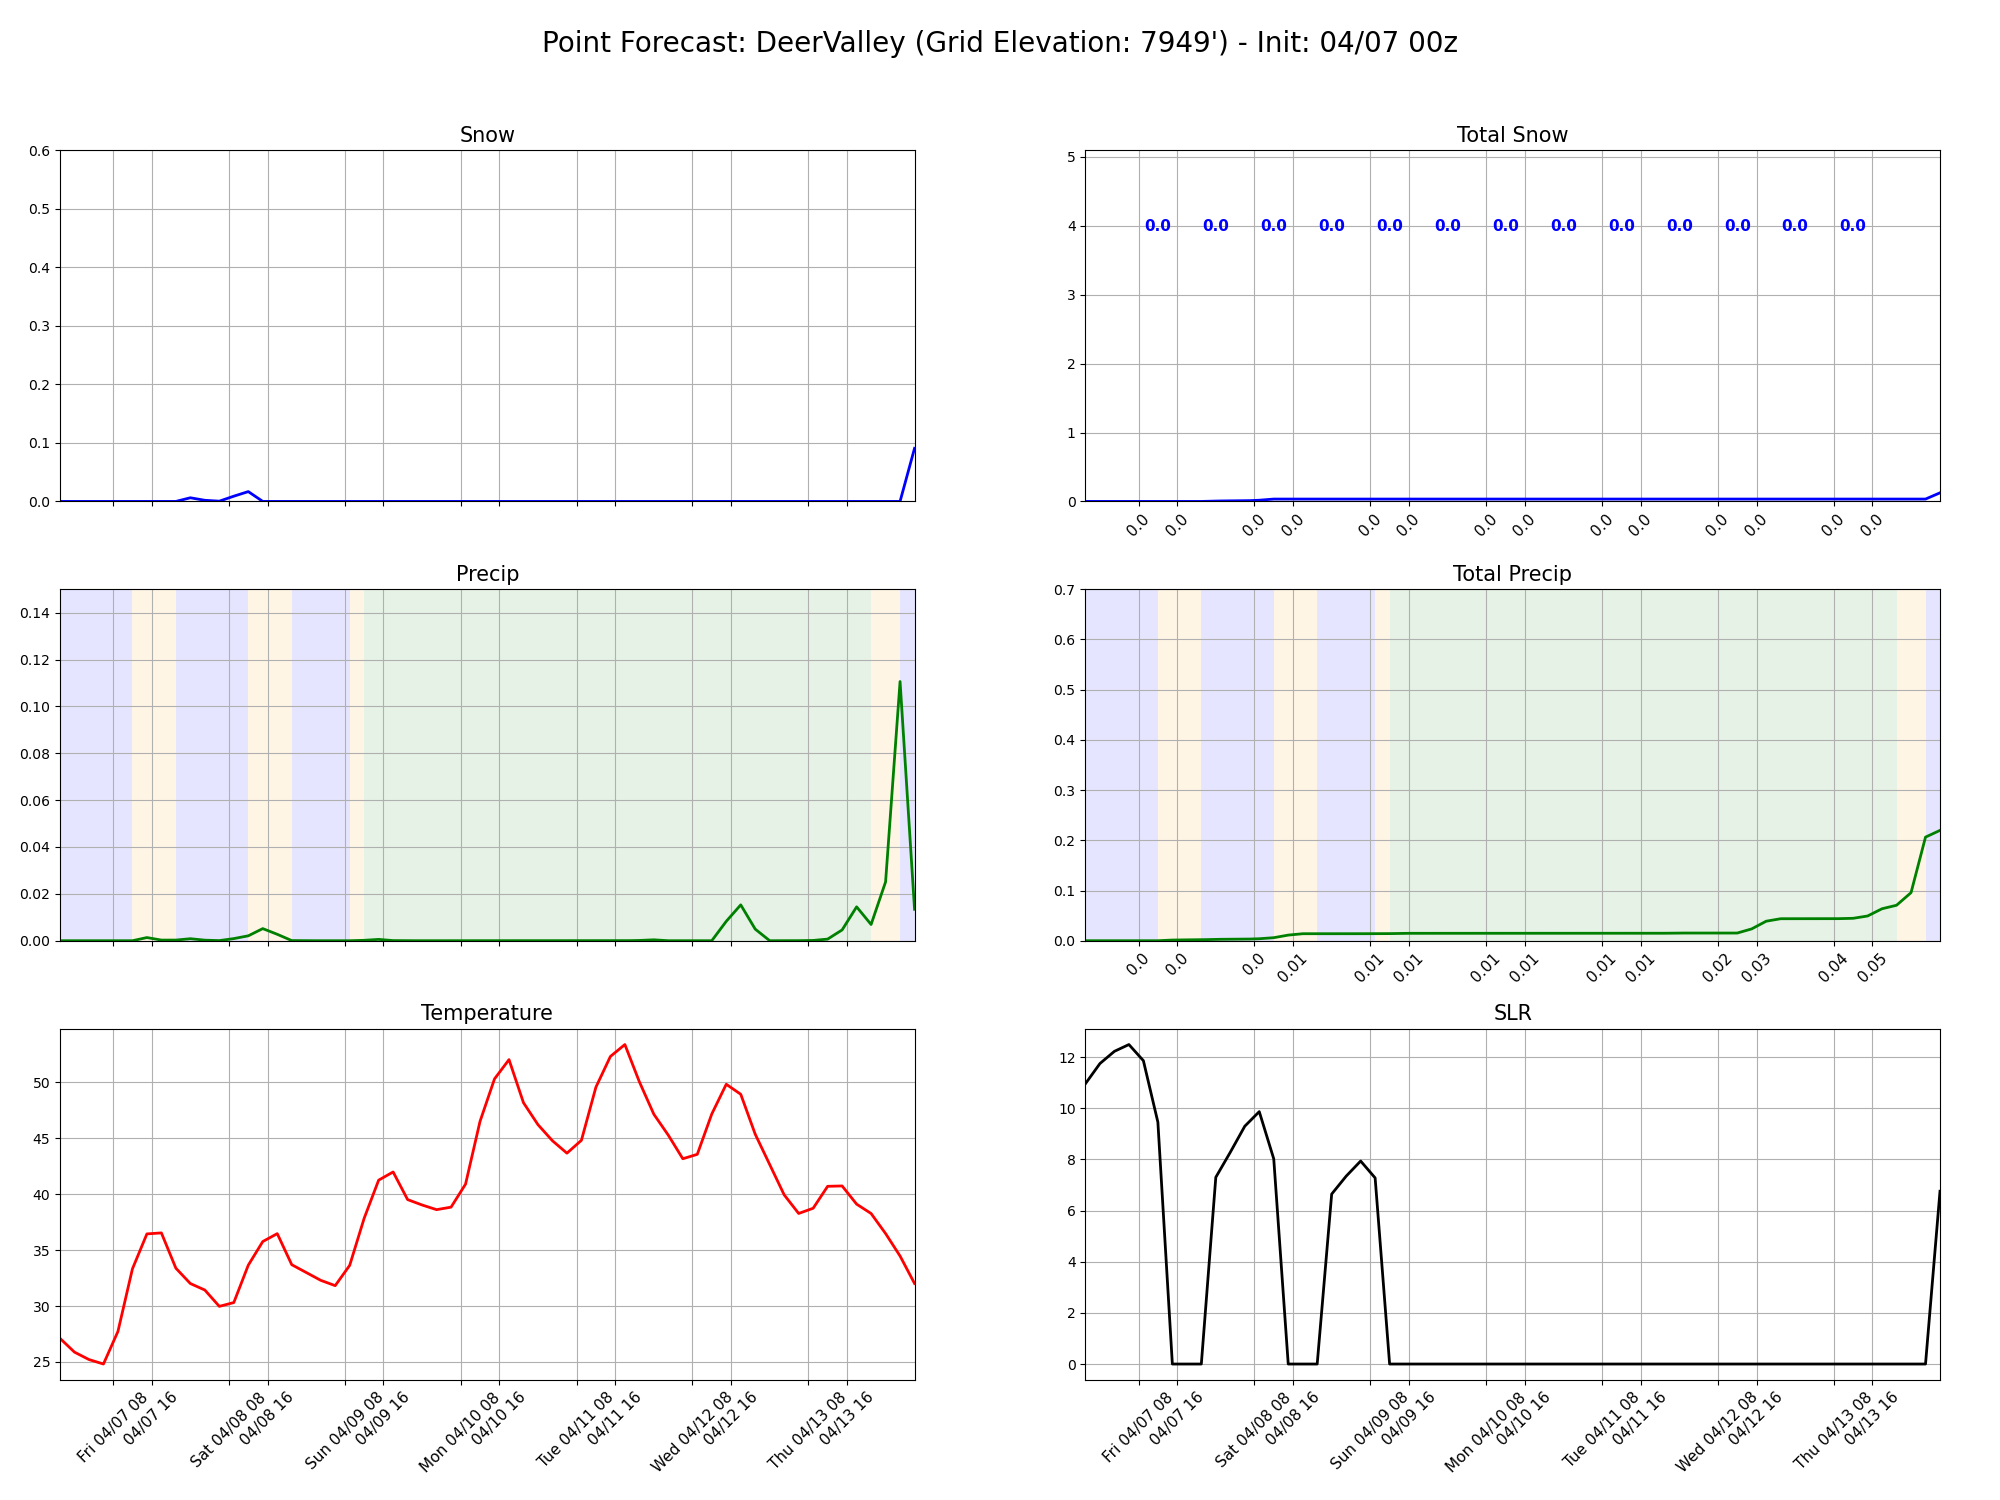 Point Forecast: DeerValley (Grid Elevation: 7949') - Init: 04/07 00z
Snow
0.6
0.5
0.4
0.3
0.2
0.1
0.0
Total Snow
5
4
3
2
1
0
0.0 0.0 0.0 0.0 0.0 0.0 0.0 0.0 0.0 0.0 0.0 0.0 0.0
0.0 0.0 0.0 0.0 0.0 0.0 0.0 0.0 0.0 0.0 0.0 0.0 0.0 0.0
Precip
0.14
0.12
0.10
0.08
0.06
0.04
0.02
0.00
Total Precip
0.7
0.6
0.5
0.4
0.3
0.2
0.1
0.0
0.0 0.0 0.0 0.01 0.01 0.01 0.01 0.01 0.01 0.01 0.02 0.03 0.04 0.05
Temperature
50
45
40
35
30
25
Fri 04/07 08
04/07 16
Sat 04/08 08
04/08 16
Sun 04/09 08
04/09 16
Mon 04/10 08
04/10 16
Tue 04/11 08
04/11 16
Wed 04/12 08
04/12 16
Thu 04/13 08
04/13 16
SLR
12
10
8
6
4
2
0
Fri 04/07 08
04/07 16
Sat 04/08 08
04/08 16
Sun 04/09 08
04/09 16
Mon 04/10 08
04/10 16
Tue 04/11 08
04/11 16
Wed 04/12 08
04/12 16
Thu 04/13 08
04/13 16